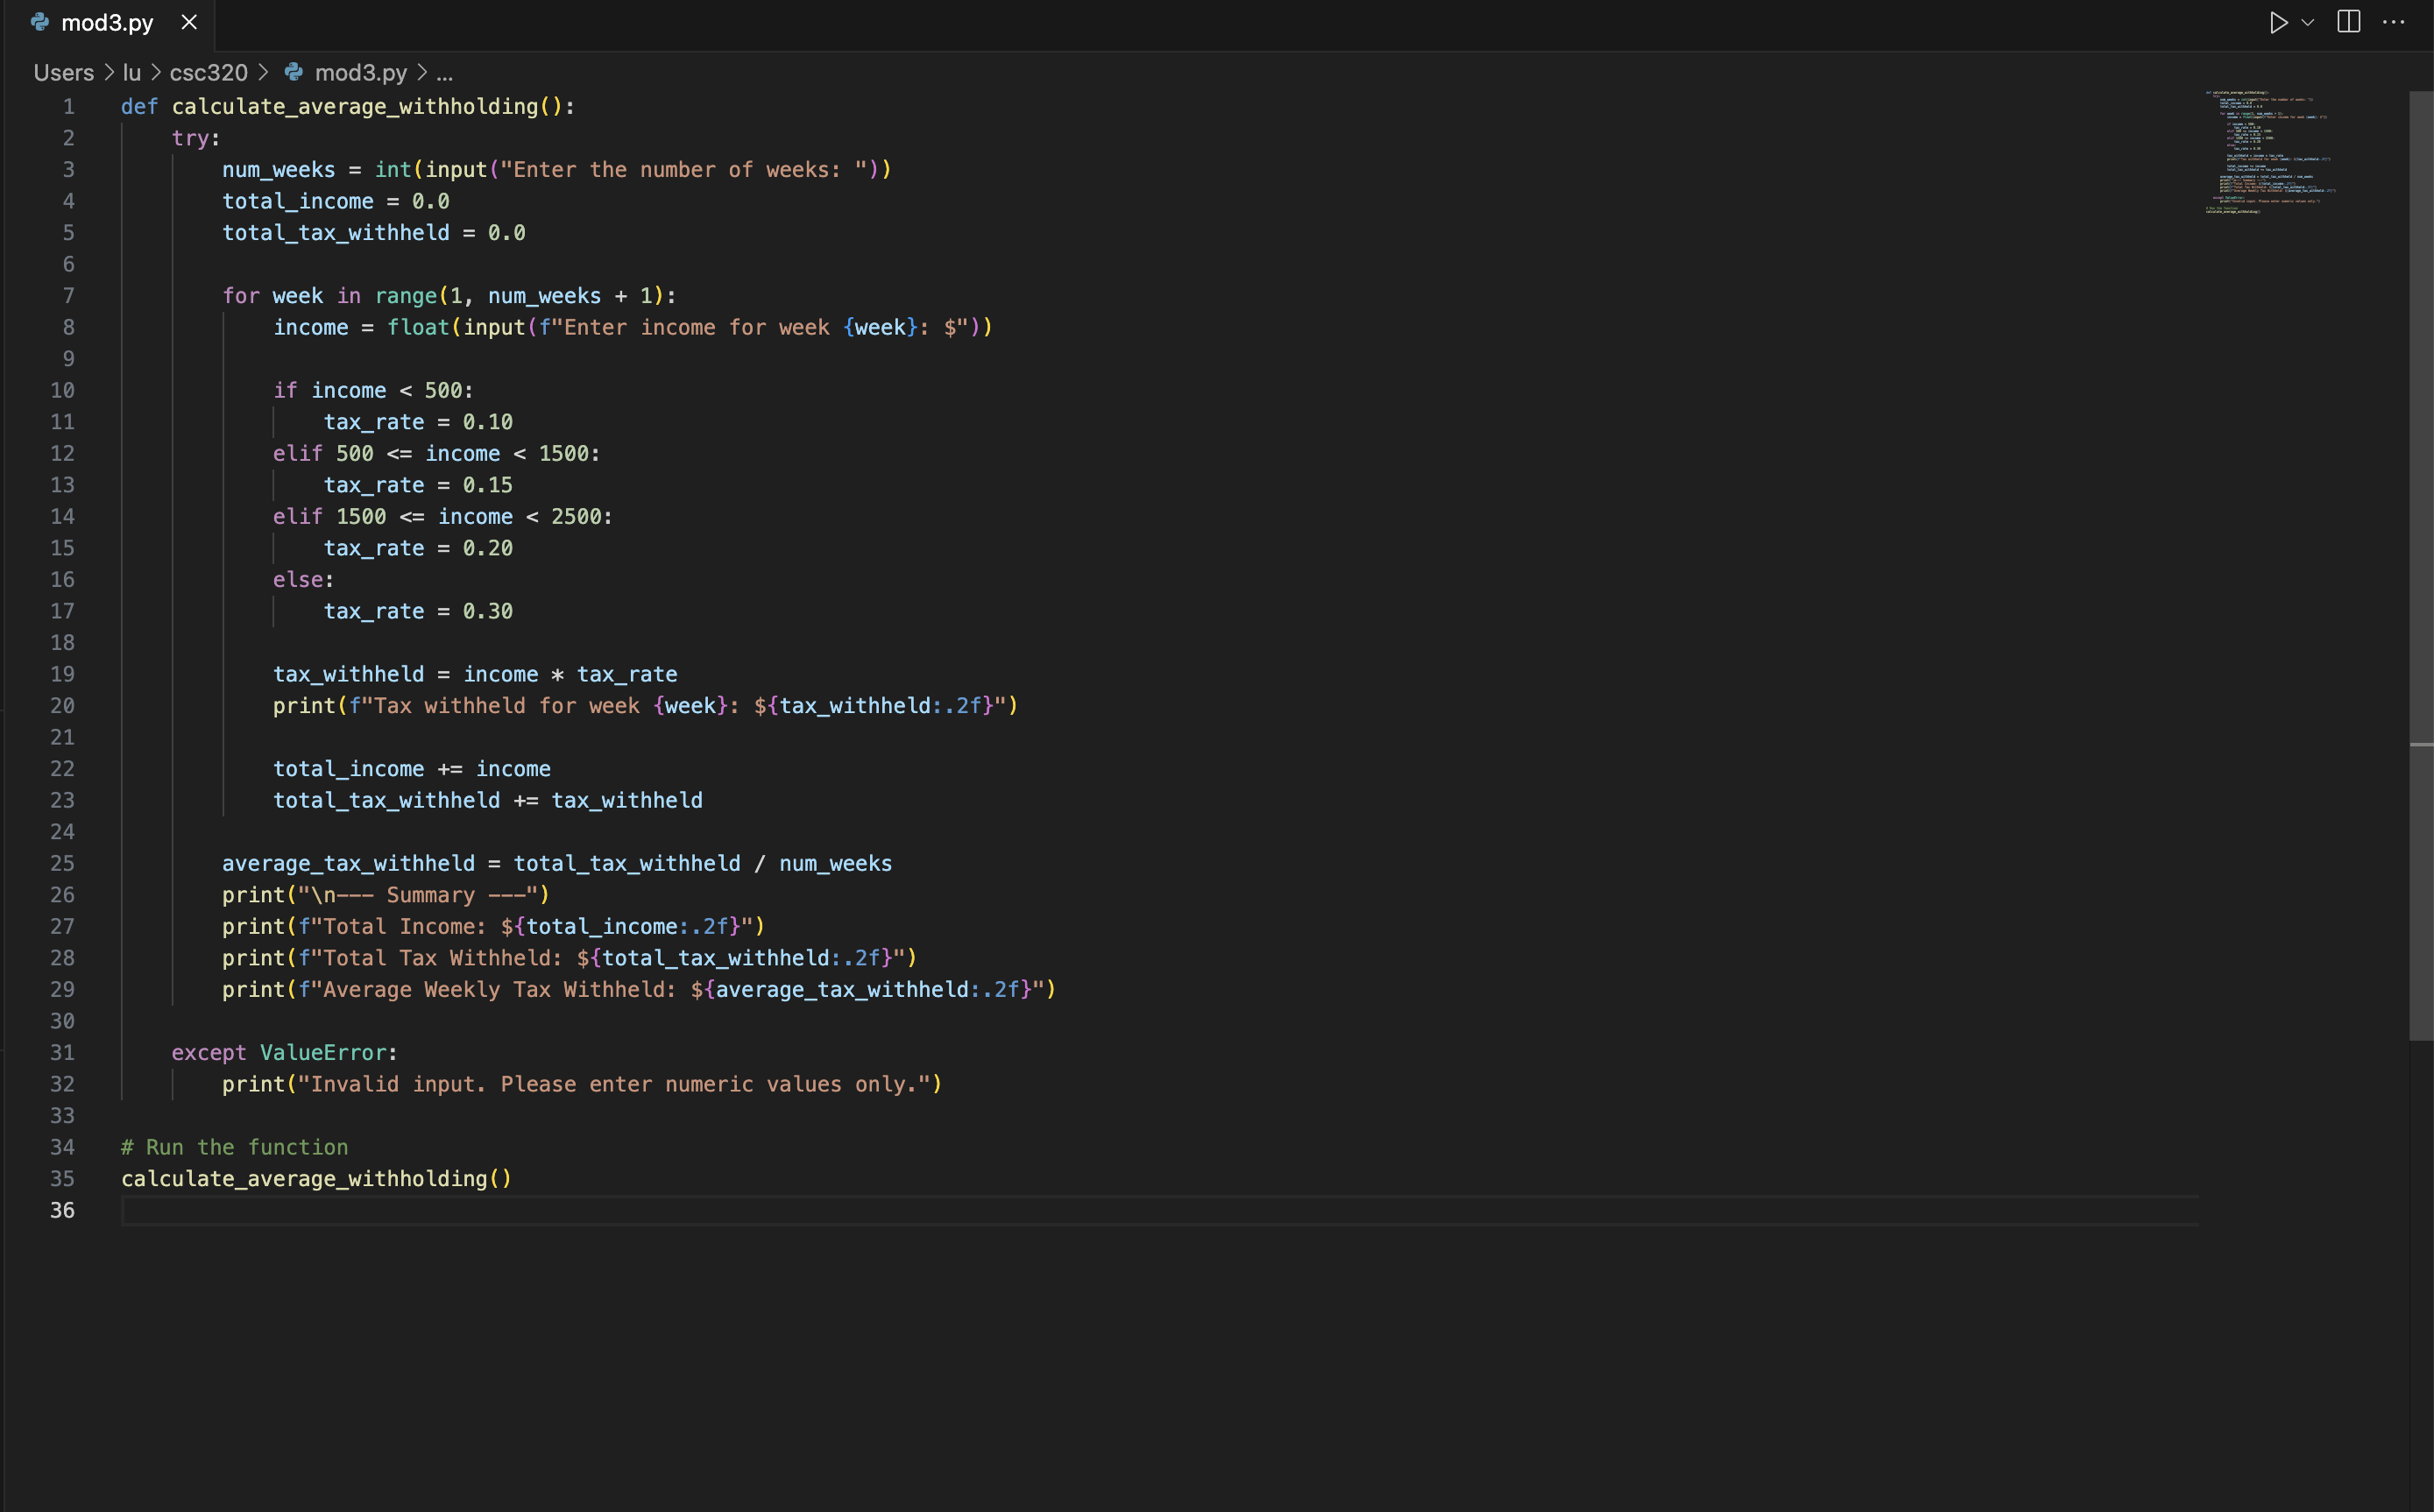 mod3.py
Users > lu > csc320 > mod3.py > ...
1 def calculate_average_withholding():
2     try:
3         num_weeks = int(input("Enter the number of weeks: "))
4         total_income = 0.0
5         total_tax_withheld = 0.0
6
7         for week in range(1, num_weeks + 1):
8             income = float(input(f"Enter income for week {week}: $"))
9
10             if income < 500:
11                 tax_rate = 0.10
12             elif 500 <= income < 1500:
13                 tax_rate = 0.15
14             elif 1500 <= income < 2500:
15                 tax_rate = 0.20
16             else:
17                 tax_rate = 0.30
18
19             tax_withheld = income * tax_rate
20             print(f"Tax withheld for week {week}: ${tax_withheld:.2f}")
21
22             total_income += income
23             total_tax_withheld += tax_withheld
24
25         average_tax_withheld = total_tax_withheld / num_weeks
26         print("\n--- Summary ---")
27         print(f"Total Income: ${total_income:.2f}")
28         print(f"Total Tax Withheld: ${total_tax_withheld:.2f}")
29         print(f"Average Weekly Tax Withheld: ${average_tax_withheld:.2f}")
30
31     except ValueError:
32         print("Invalid input. Please enter numeric values only.")
33
34 # Run the function
35 calculate_average_withholding()
36